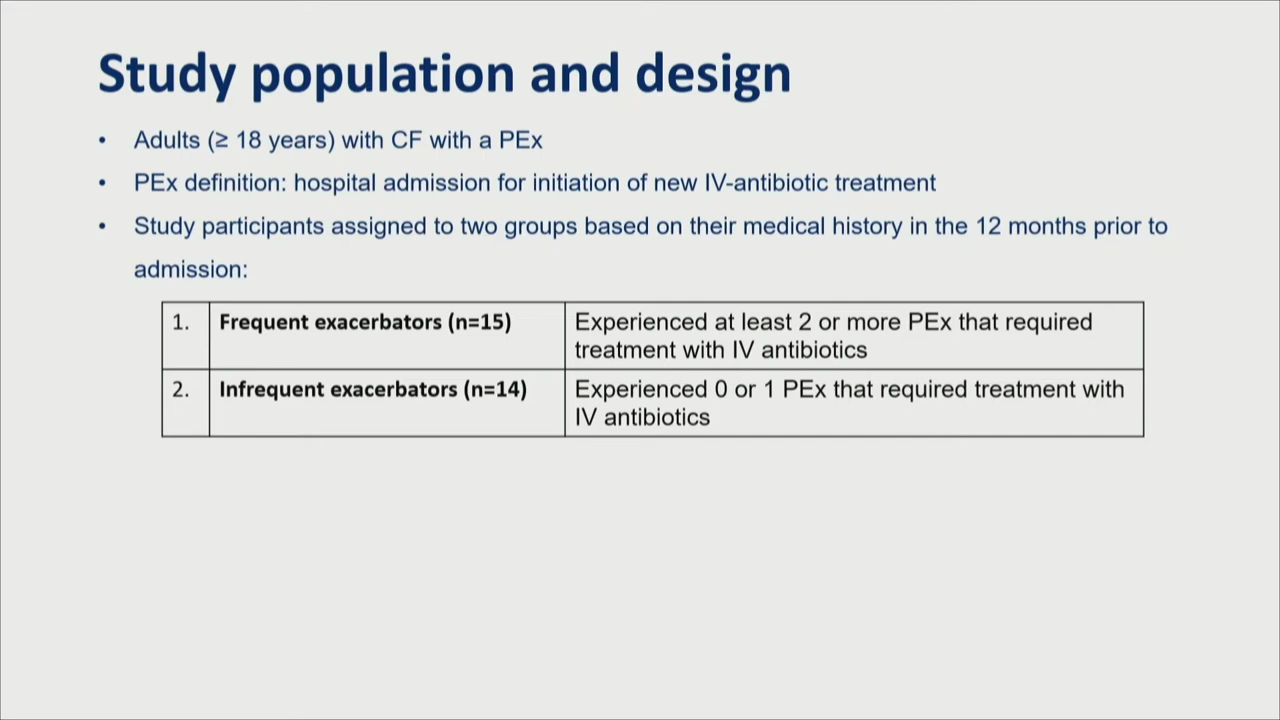 Study population and design
• Adults (≥ 18 years) with CF with a PEx
• PEx definition: hospital admission for initiation of new IV-antibiotic treatment
• Study participants assigned to two groups based on their medical history in the 12 months prior to
admission:
1. Frequent exacerbators (n=15) Experienced at least 2 or more PEx that required
treatment with IV antibiotics
2. Infrequent exacerbators (n=14) Experienced 0 or 1 PEx that required treatment with
IV antibiotics